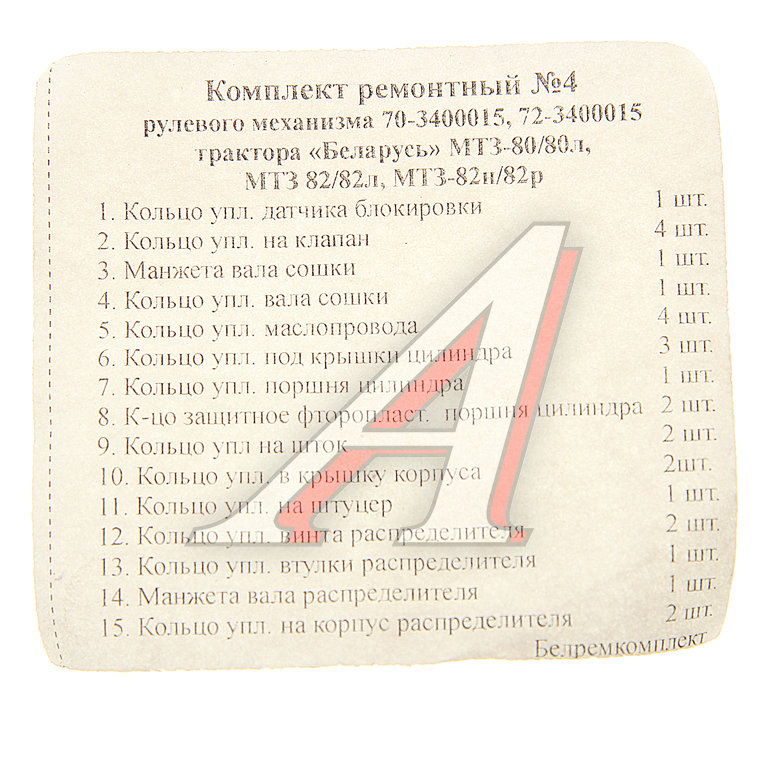 Комплект ремонтный №4
рулевого механизма 70-3400015, 72-3400015
трактора «Беларусь» МТЗ-80/80л,
МТЗ 82/82л, МТЗ-82н/82р
1. Кольцо упл. датчика блокировки 1 шт.
2. Кольцо упл. на клапан 4 шт.
3. Манжета вала сошки 1 шт.
4. Кольцо упл. вала сошки 1 шт.
5. Кольцо упл. маслопровода 4 шт.
6. Кольцо упл. под крышки цилиндра 3 шт.
7. Кольцо упл. поршня цилиндра 1 шт.
8. К-цо защитное фторопласт. поршня цилиндра 2 шт.
9. Кольцо упл на шток 2 шт.
10. Кольцо упл. в крышку корпуса 2шт.
11. Кольцо упл. на штуцер 1 шт.
12. Кольцо упл. винта распределителя 2 шт.
13. Кольцо упл. втулки распределителя 1 шт.
14. Манжета вала распределителя 1 шт.
15. Кольцо упл. на корпус распределителя 2 шт.
Белремкомплект